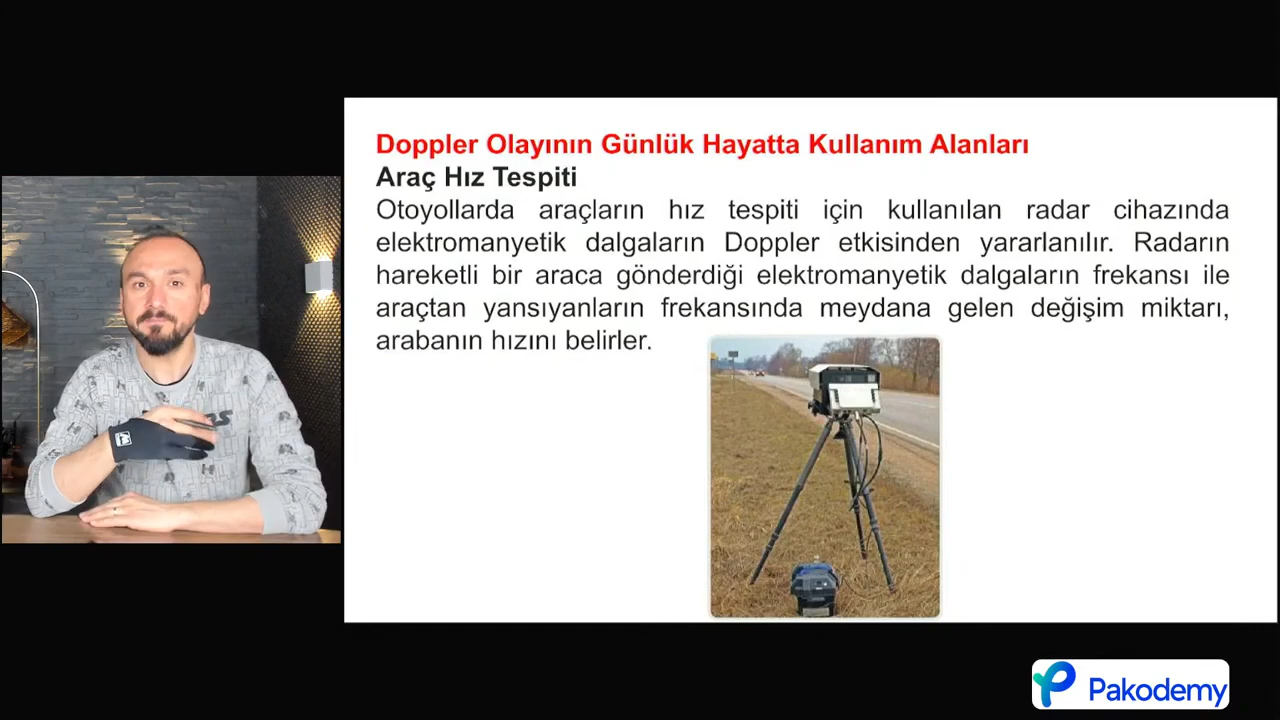 Doppler Olayının Günlük Hayatta Kullanım Alanları
Araç Hız Tespiti
Otoyollarda araçların hız tespiti için kullanılan radar cihazında
elektromanyetik dalgaların Doppler etkisinden yararlanılır. Radarın
hareketli bir araca gönderdiği elektromanyetik dalgaların frekansı ile
araçtan yansıyanların frekansında meydana gelen değişim miktarı,
arabanın hızını belirler.
Pakodemy